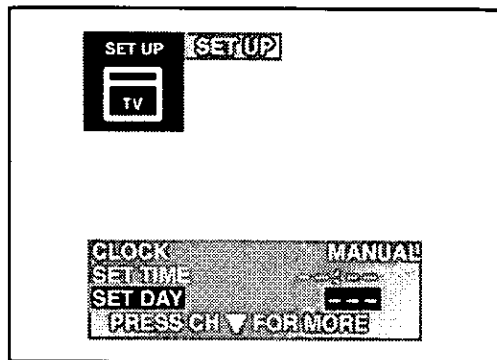 SET UP SET UP
TV
CLOCK MANUAL
SET TIME --:--
SET DAY ---
PRESS CH ▼ FOR MORE